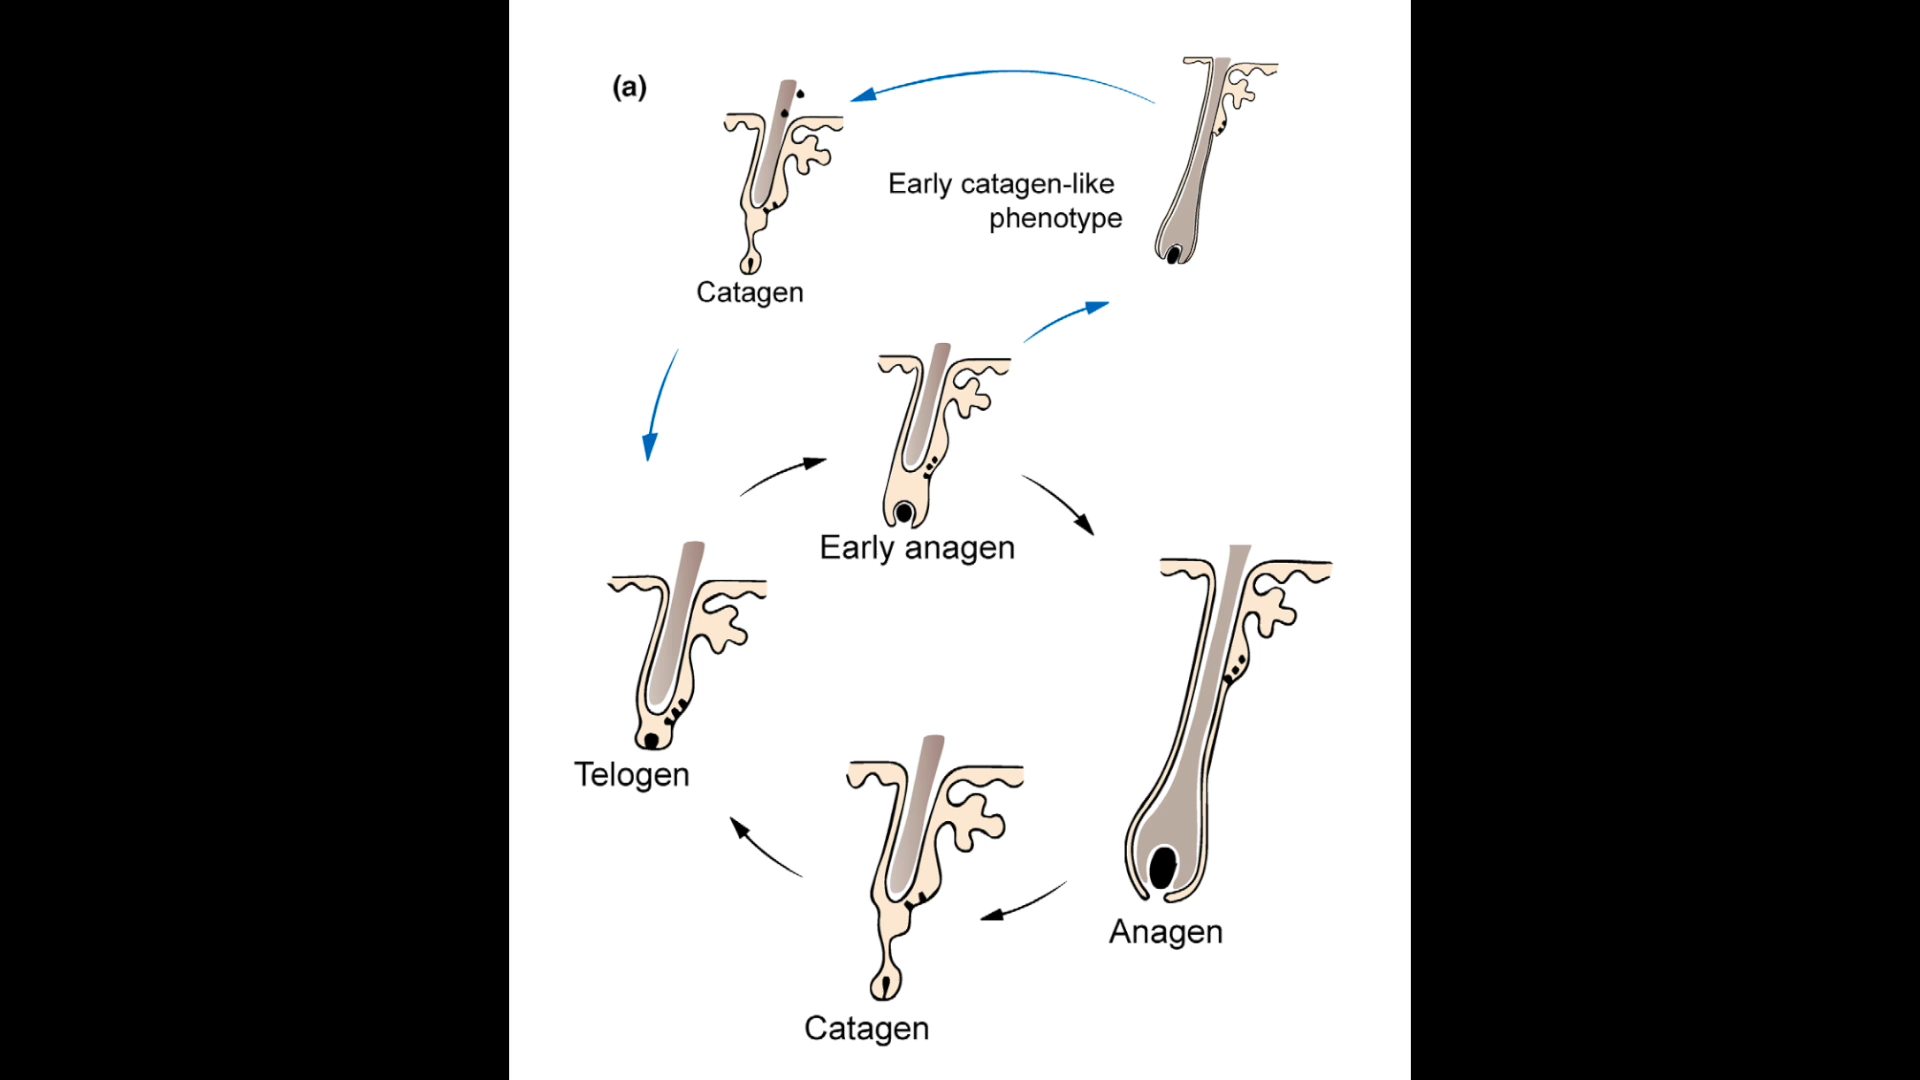 (a)
Early catagen-like
phenotype
Catagen
Early anagen
Telogen
Anagen
Catagen